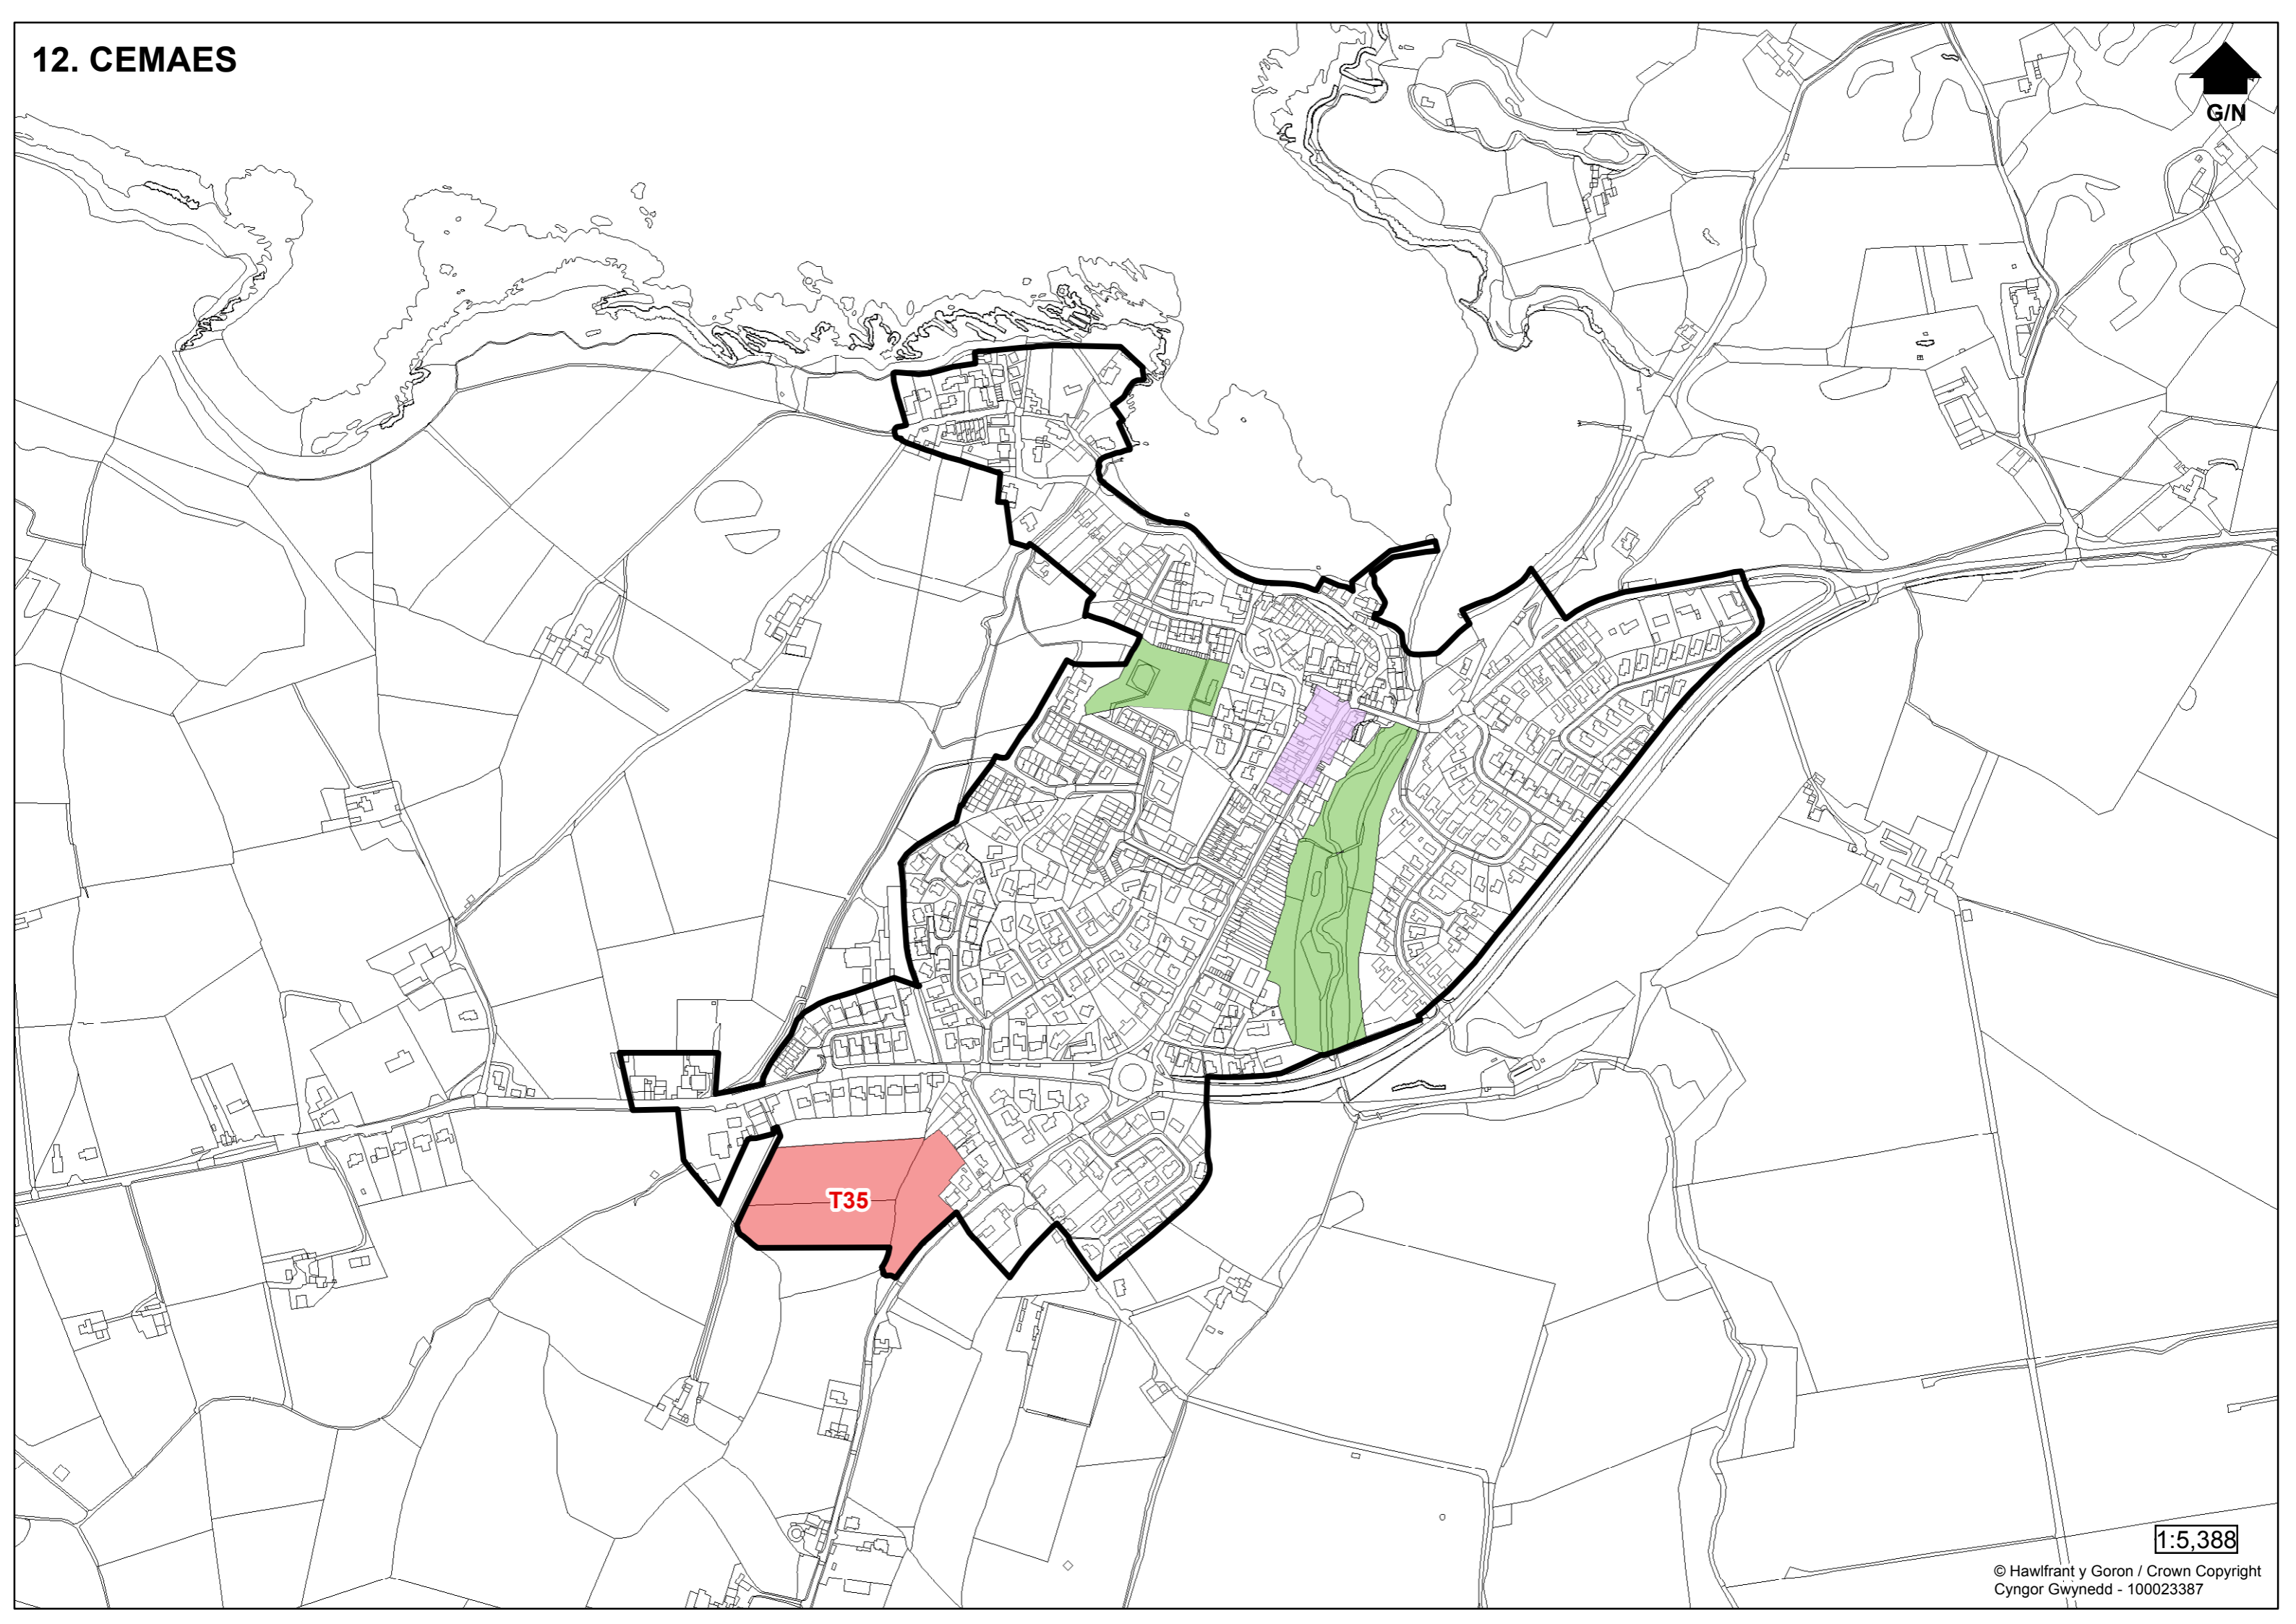 12. CEMAES
G/N
T35
1:5,388
© Hawlfrant y Goron / Crown Copyright
Cyngor Gwynedd - 100023387